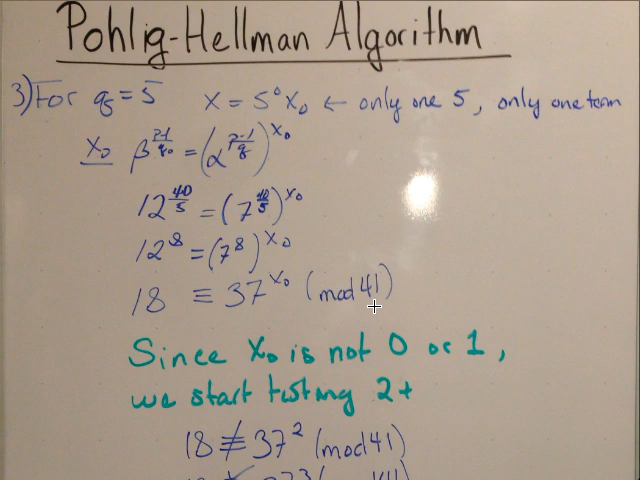 Pohlig-Hellman Algorithm
3) For q = 5 x = 5⁰x₀ ← only one 5, only one term
x₀ β^((p-1)/q) = (α^((p-1)/q))^x₀
12^(40/5) = (7^(40/5))^x₀
12⁸ = (7⁸)^x₀
18 ≡ 37^x₀ (mod 41)
Since x₀ is not 0 or 1,
we start testing 2+
18 ≢ 37² (mod 41)